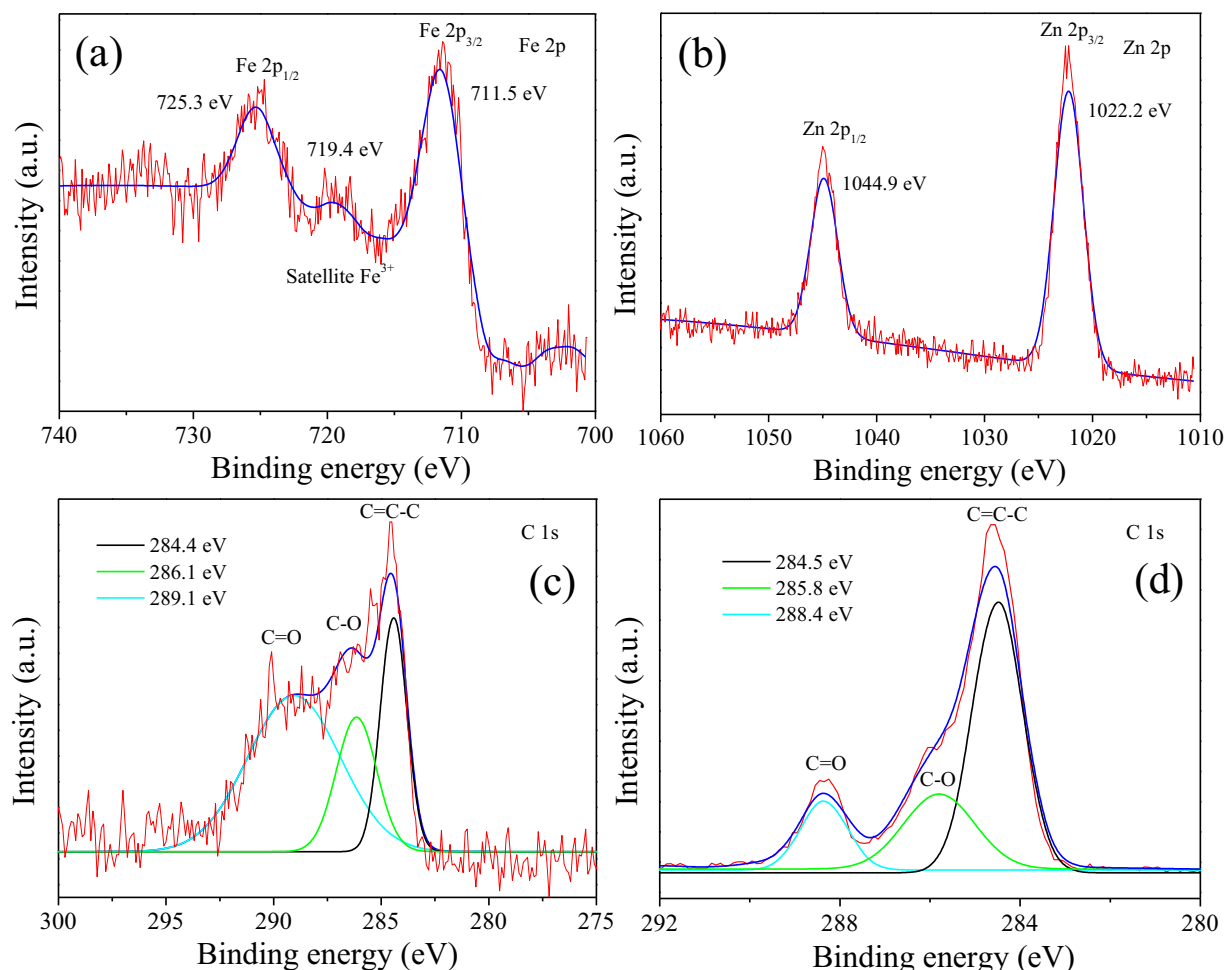 (a)
Fe 2p3/2
Fe 2p
Fe 2p1/2
725.3 eV
711.5 eV
719.4 eV
Satellite Fe3+
Intensity (a.u.)
740 730 720 710 700
Binding energy (eV)
(b)
Zn 2p3/2
Zn 2p
1022.2 eV
Zn 2p1/2
1044.9 eV
Intensity (a.u.)
1060 1050 1040 1030 1020 1010
Binding energy (eV)
C=C-C
C 1s
284.4 eV
286.1 eV
289.1 eV
(c)
C-O
C=O
Intensity (a.u.)
300 295 290 285 280 275
Binding energy (eV)
C=C-C
C 1s
284.5 eV
285.8 eV
288.4 eV
(d)
C=O
C-O
Intensity (a.u.)
292 288 284 280
Binding energy (eV)